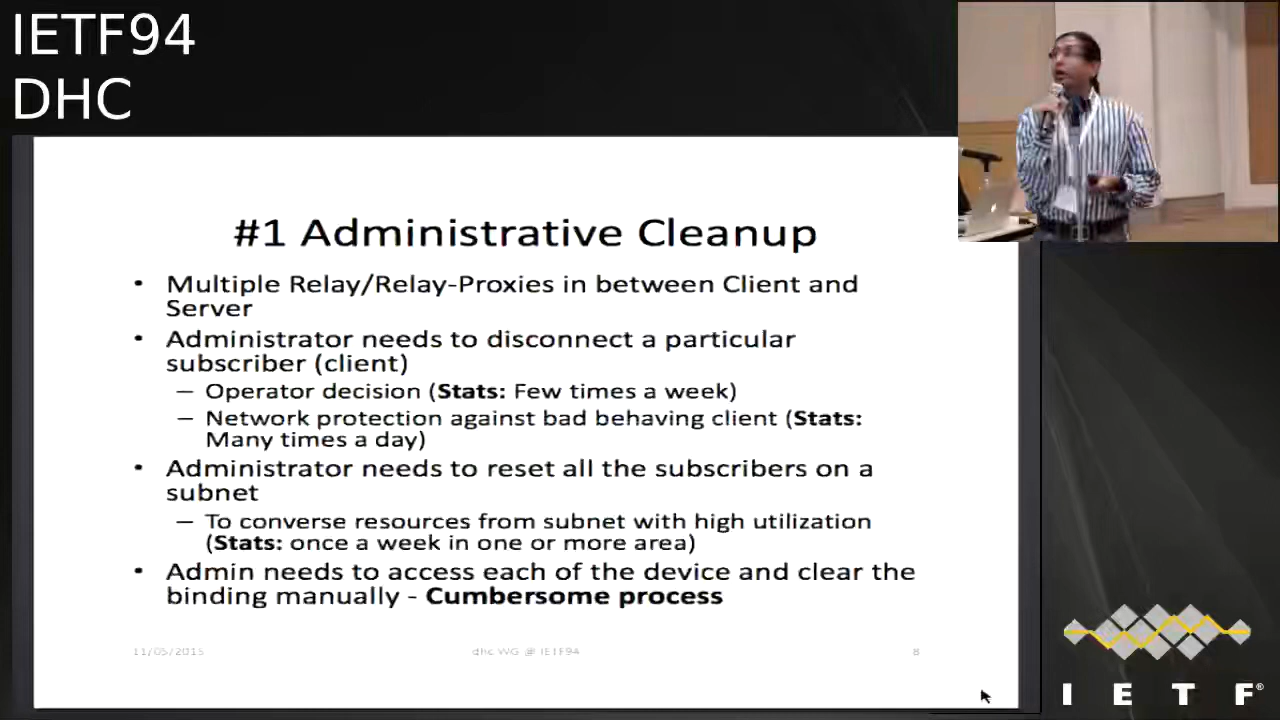 IETF94
DHC
#1 Administrative Cleanup
• Multiple Relay/Relay-Proxies in between Client and
Server
• Administrator needs to disconnect a particular
subscriber (client)
– Operator decision (Stats: Few times a week)
– Network protection against bad behaving client (Stats:
Many times a day)
• Administrator needs to reset all the subscribers on a
subnet
– To converse resources from subnet with high utilization
(Stats: once a week in one or more area)
• Admin needs to access each of the device and clear the
binding manually - Cumbersome process
11/05/2015
dhc WG @ IETF94
8
I E T F®